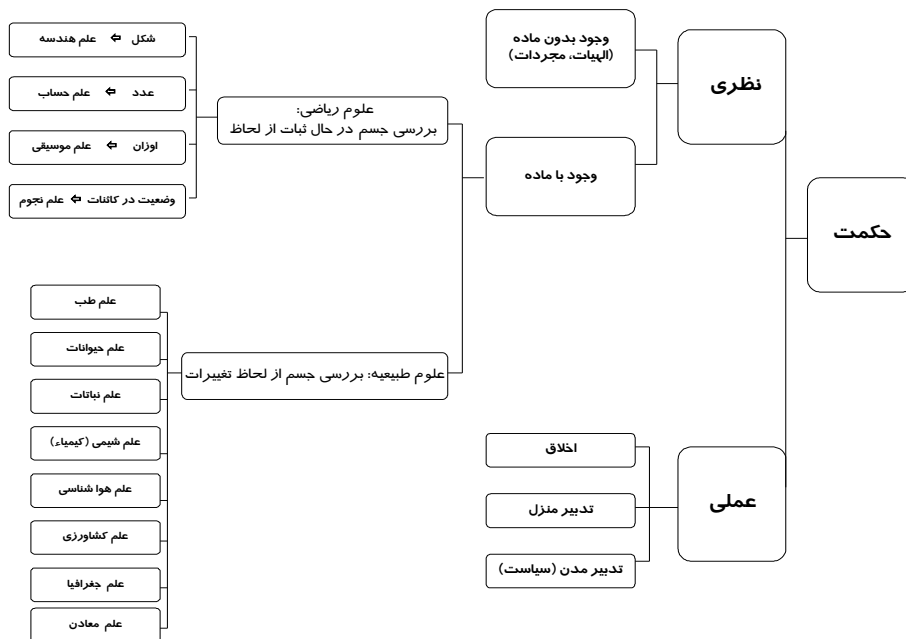 حکمت
نظری
وجود بدون ماده
(الهیات، مجردات)
وجود با ماده
علوم ریاضی:
بررسی جسم در حال ثبات از لحاظ
شکل ⇦ علم هندسه
عدد ⇦ علم حساب
اوزان ⇦ علم موسیقی
وضعیت در کائنات ⇦ علم نجوم
علوم طبیعیه: بررسی جسم از لحاظ تغییرات
علم طب
علم حیوانات
علم نباتات
علم شیمی (کیمیاء)
علم هوا شناسی
علم کشاورزی
علم جغرافیا
علم معادن
عملی
اخلاق
تدبیر منزل
تدبیر مدن (سیاست)